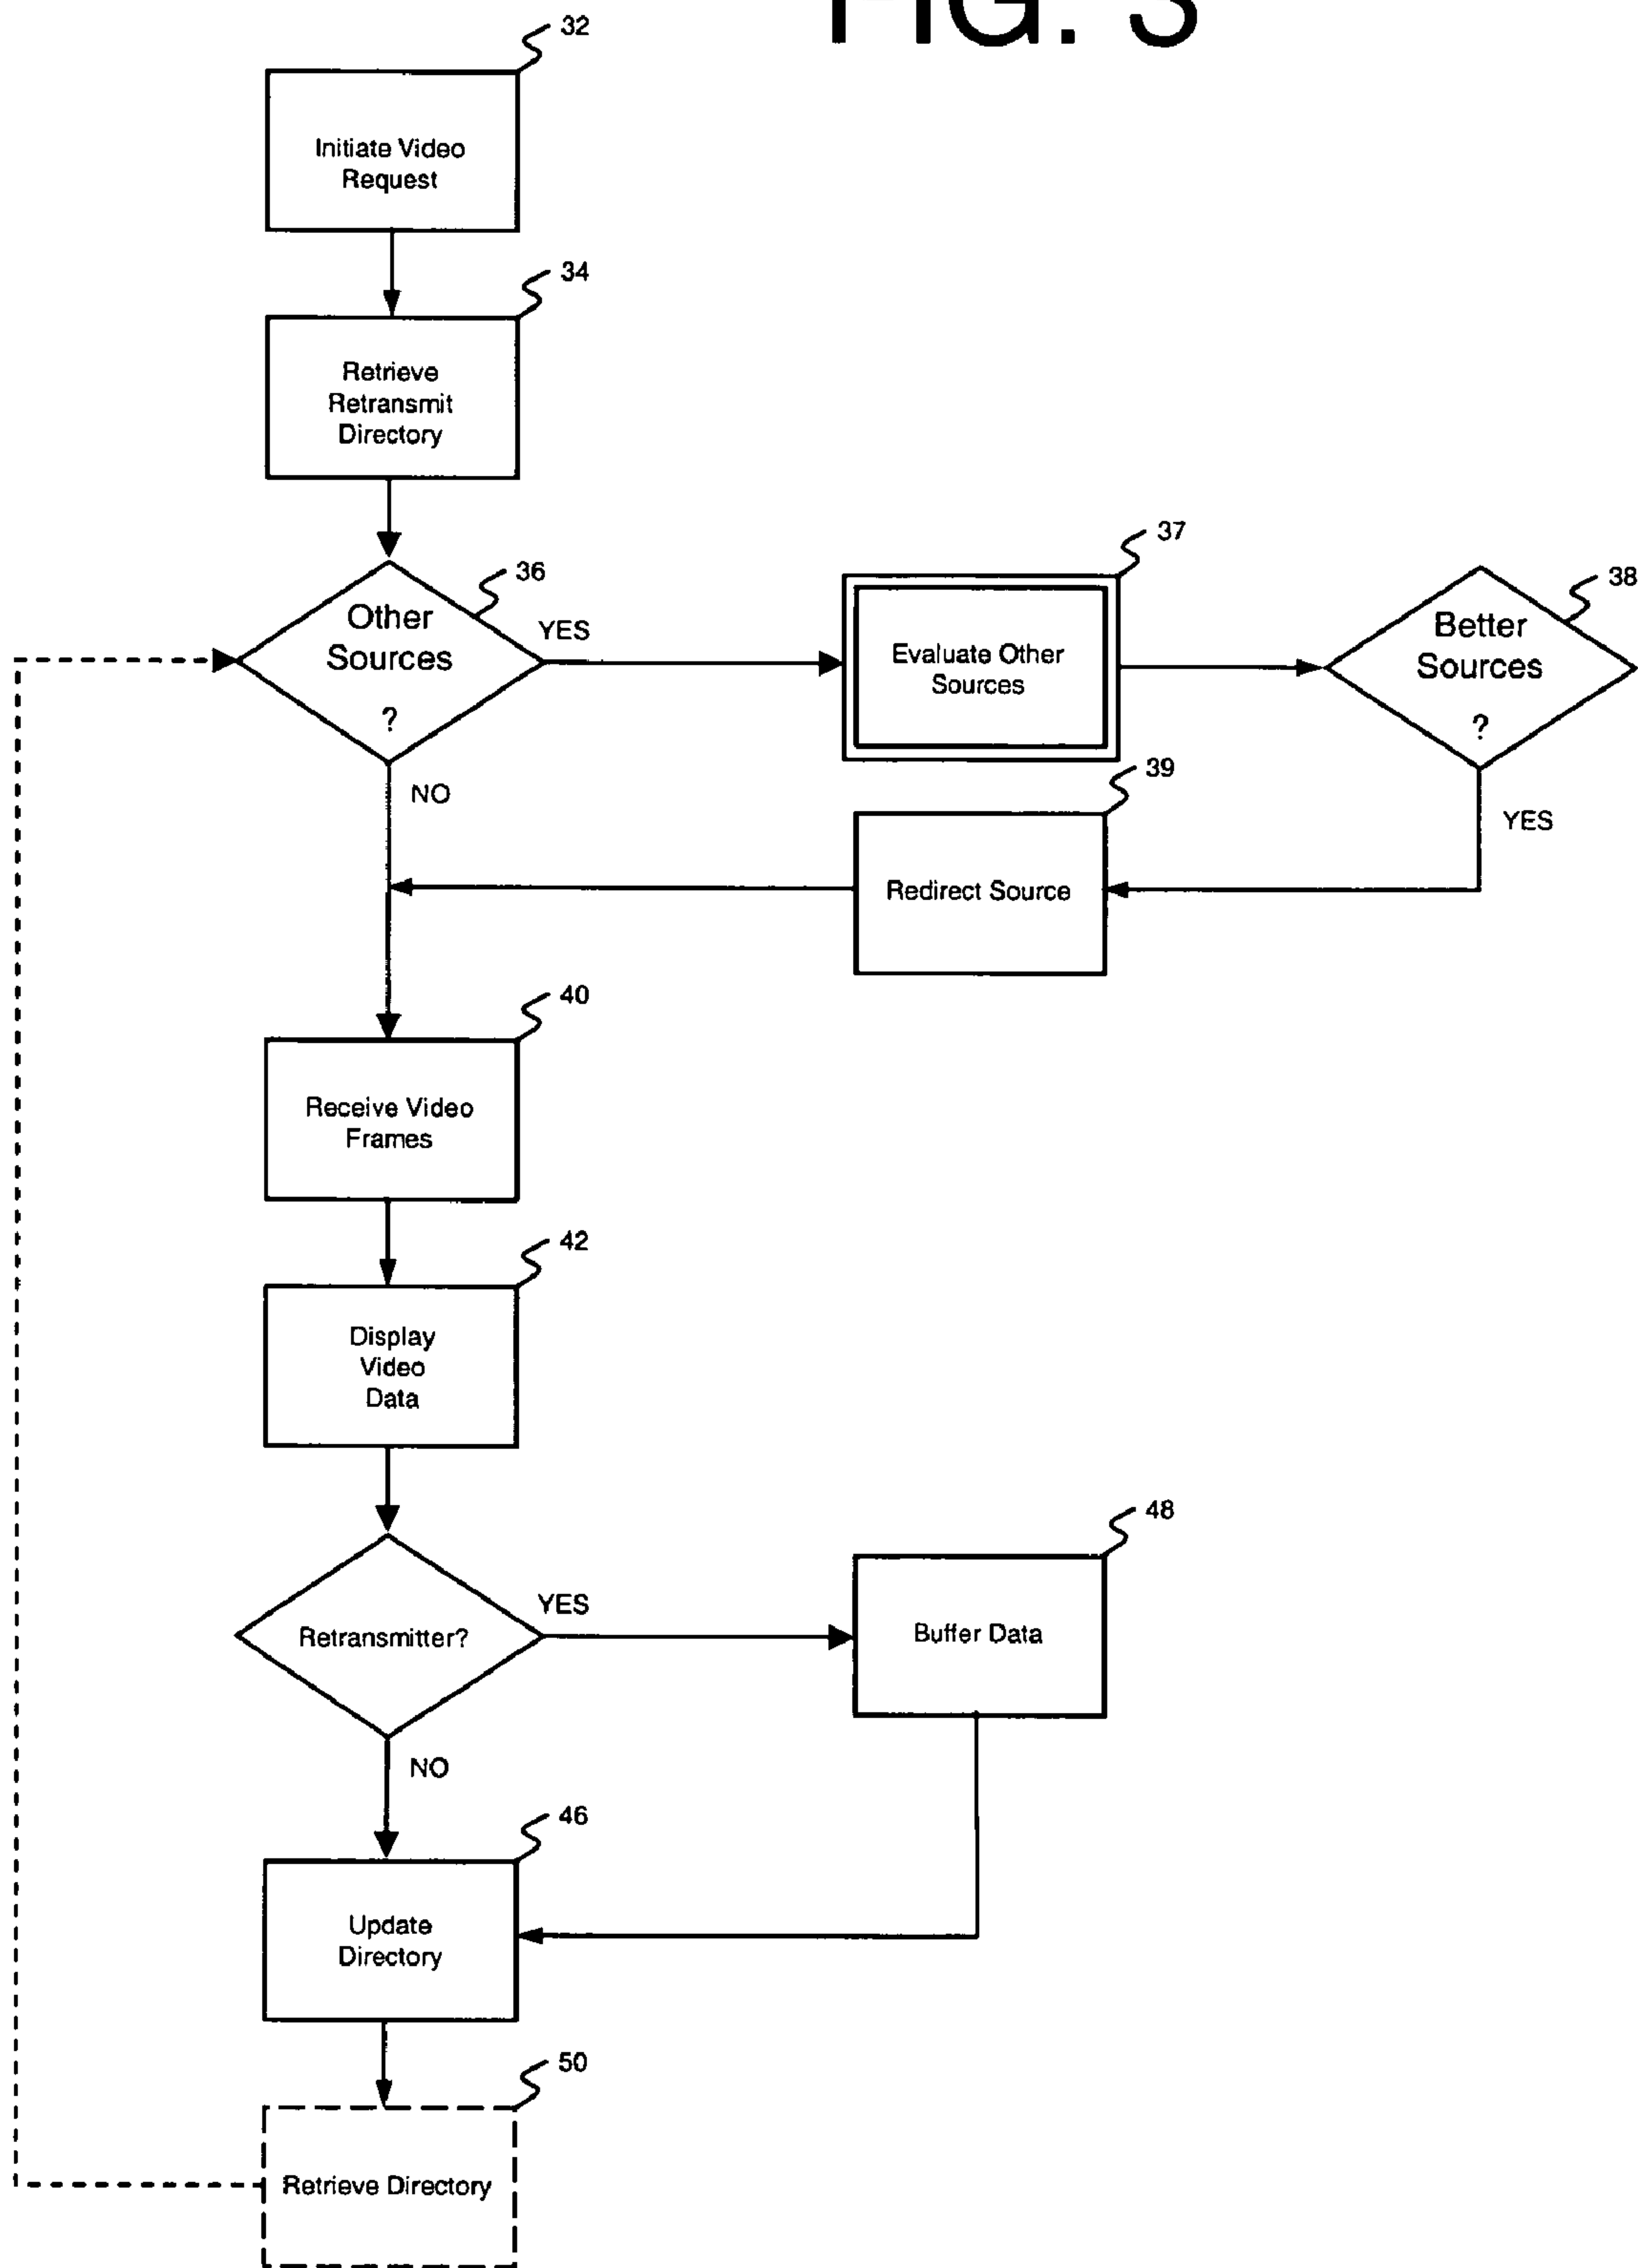 FIG. 3
32
Initiate Video
Request
34
Retrieve
Retransmit
Directory
36
Other
Sources
?
YES
NO
37
Evaluate Other
Sources
38
Better
Sources
?
YES
39
Redirect Source
40
Receive Video
Frames
42
Display
Video
Data
Retransmitter?
YES
NO
48
Buffer Data
46
Update
Directory
50
Retrieve Directory